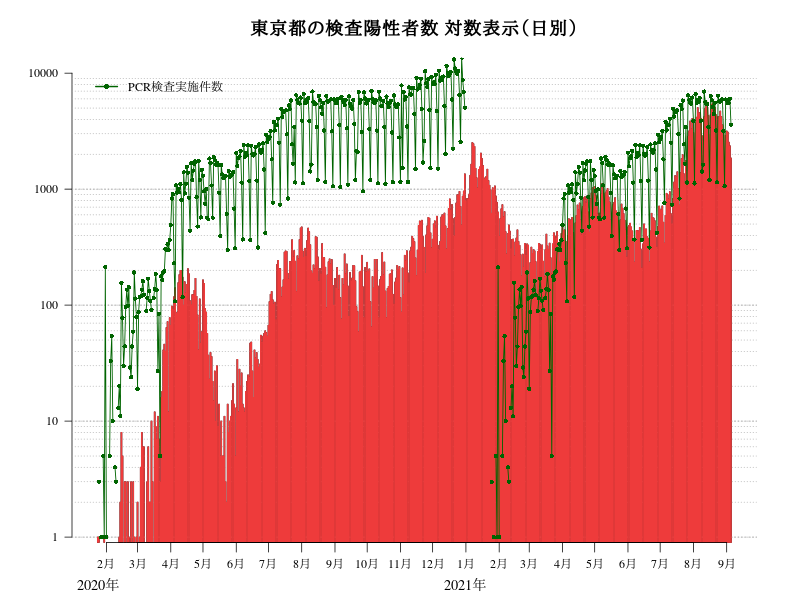 東京都の検査陽性者数 対数表示（日別）
PCR検査実施件数
10000
1000
100
10
1
2月 3月 4月 5月 6月 7月 8月 9月 10月 11月 12月 1月 2月 3月 4月 5月 6月 7月 8月 9月
2020年 2021年